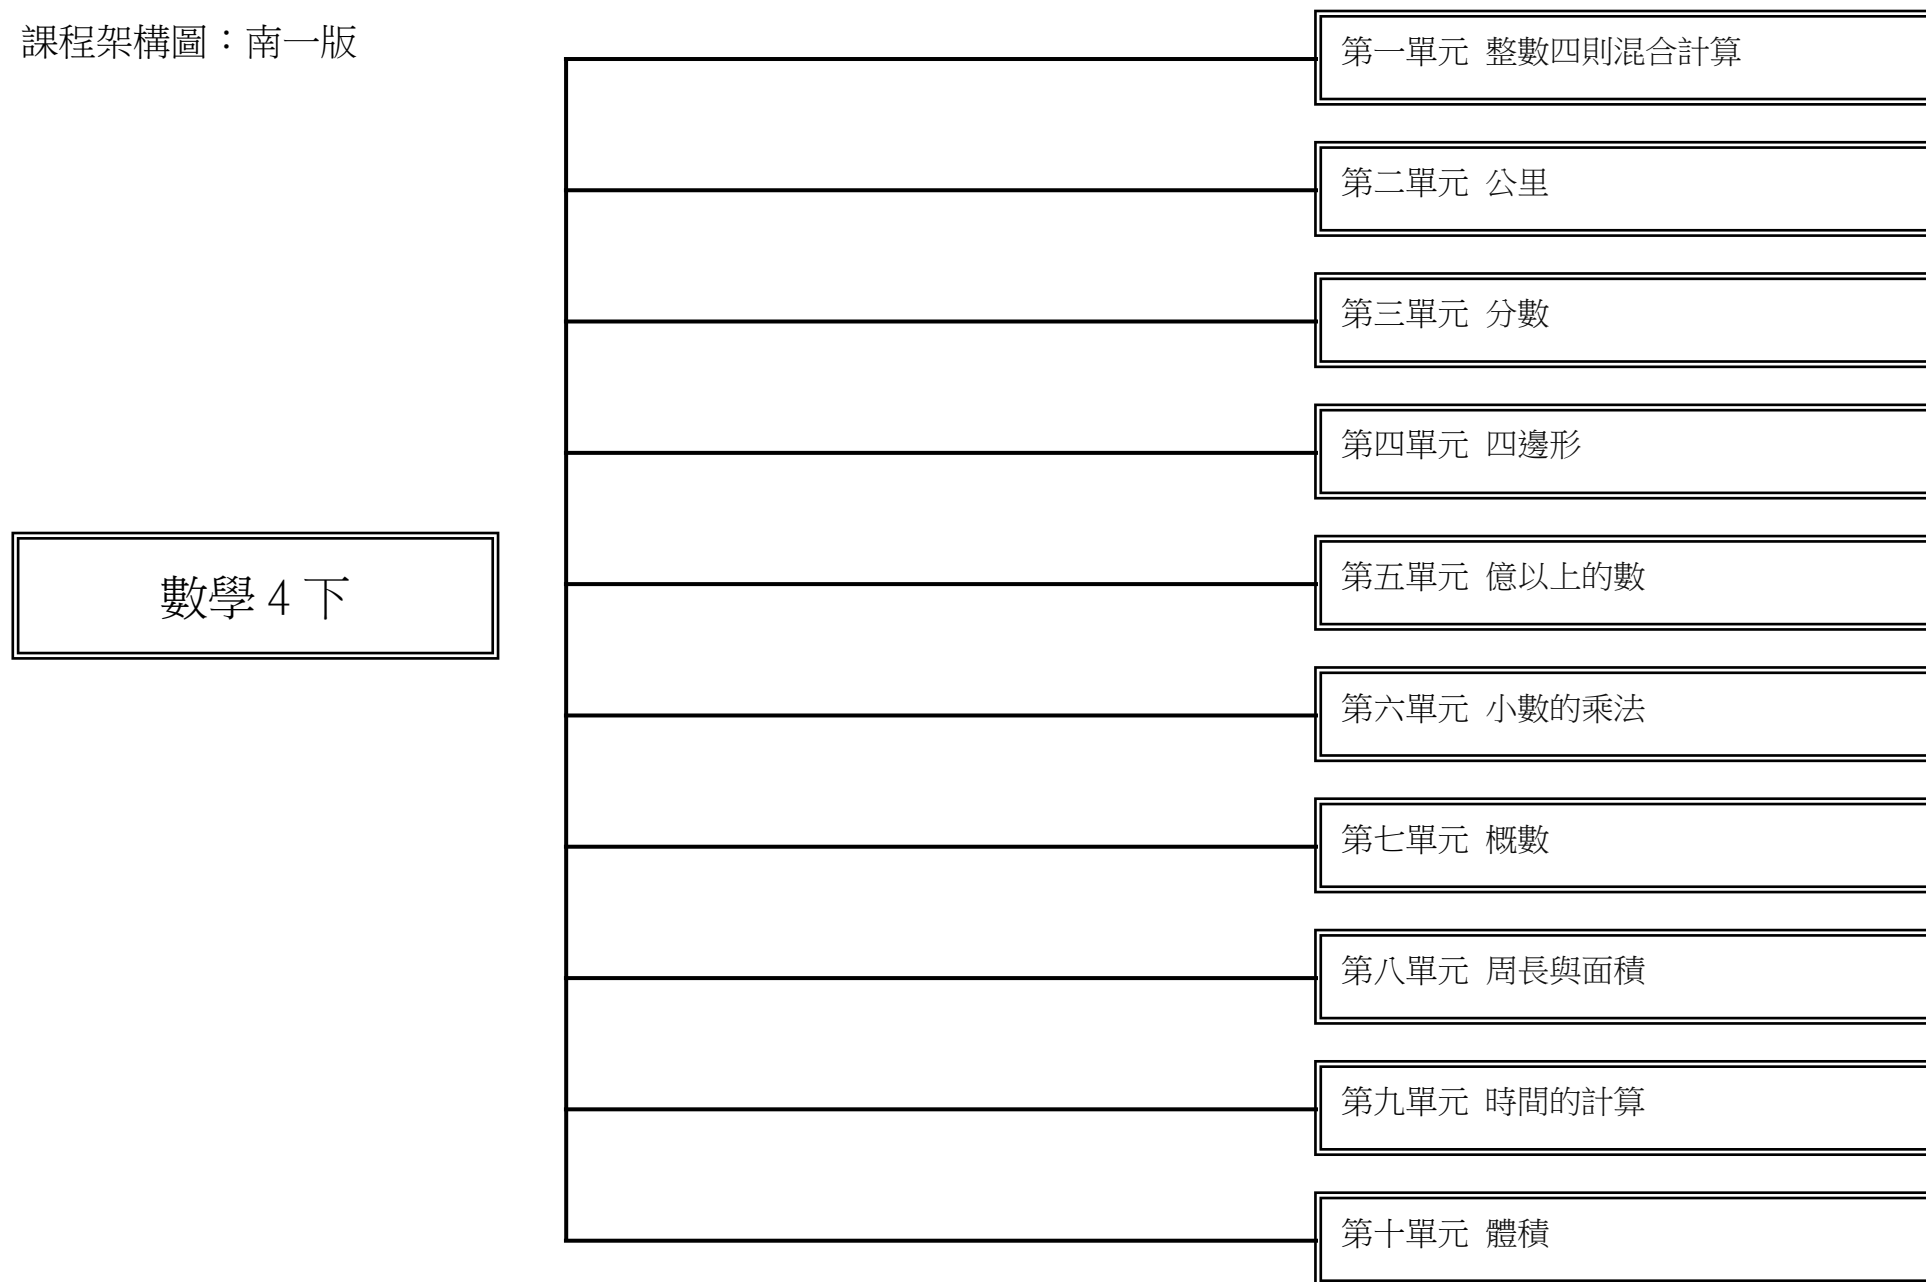 課程架構圖：南一版
第一單元 整數四則混合計算
第二單元 公里
第三單元 分數
第四單元 四邊形
第五單元 億以上的數
數學 4 下
第六單元 小數的乘法
第七單元 概數
第八單元 周長與面積
第九單元 時間的計算
第十單元 體積